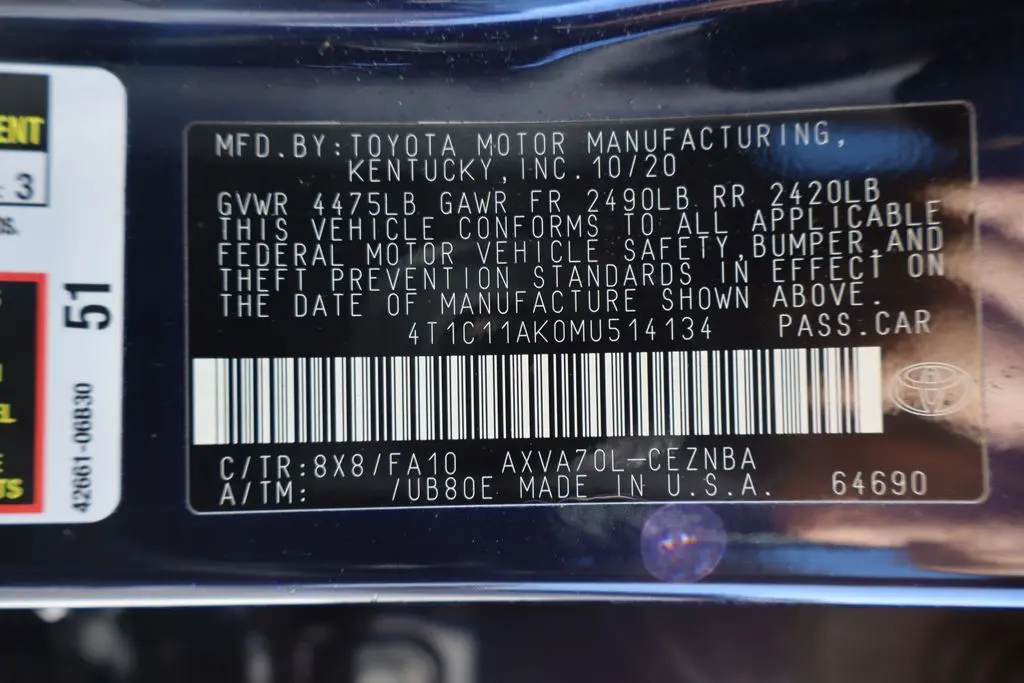 ENT
: 3
51
42661-06B30
MFD.BY:TOYOTA MOTOR MANUFACTURING,
KENTUCKY,INC.10/20
GVWR 4475LB GAWR FR 2490LB RR 2420LB
THIS VEHICLE CONFORMS TO ALL APPLICABLE
FEDERAL MOTOR VEHICLE SAFETY,BUMPER,AND
THEFT PREVENTION STANDARDS IN EFFECT ON
THE DATE OF MANUFACTURE SHOWN ABOVE.
4T1C11AK0MU514134 PASS.CAR
C/TR:8X8/FA10 AXVA70L-CEZNBA
A/TM: /UB80E MADE IN U.S.A. 64690